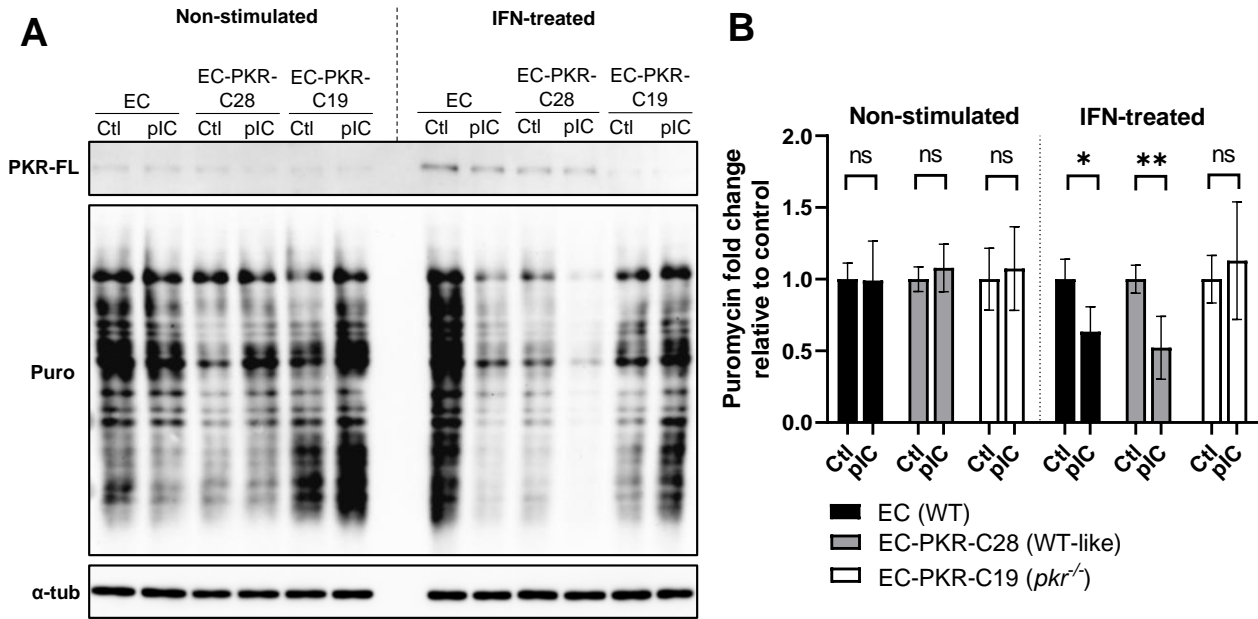 A
Non-stimulated
IFN-treated
EC
EC-PKR-
C28
EC-PKR-
C19
EC
EC-PKR-
C28
EC-PKR-
C19
Ctl pIC Ctl pIC Ctl pIC Ctl pIC Ctl pIC Ctl pIC
PKR-FL
Puro
α-tub
B
Non-stimulated
IFN-treated
Puromycin fold change
relative to control
2.0
1.5
1.0
0.5
0.0
ns ns ns * ** ns
Ctl pIC Ctl pIC Ctl pIC Ctl pIC Ctl pIC Ctl pIC
EC (WT)
EC-PKR-C28 (WT-like)
EC-PKR-C19 (pkr-/-)